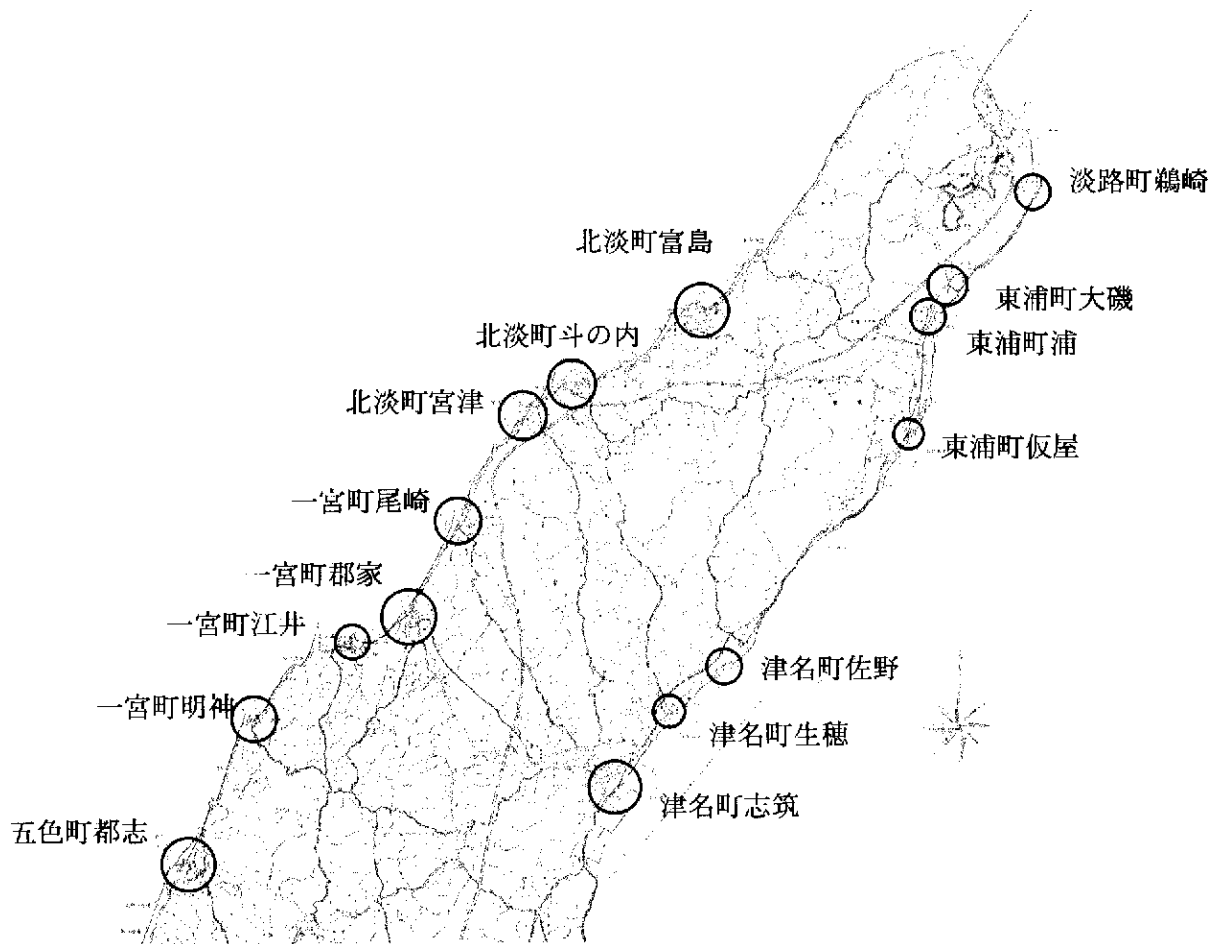 淡路町鵜崎
北淡町富島
東浦町大磯
北淡町斗の内
東浦町浦
北淡町宮津
東浦町仮屋
一宮町尾崎
一宮町郡家
一宮町江井
津名町佐野
一宮町明神
津名町生穂
津名町志筑
五色町都志